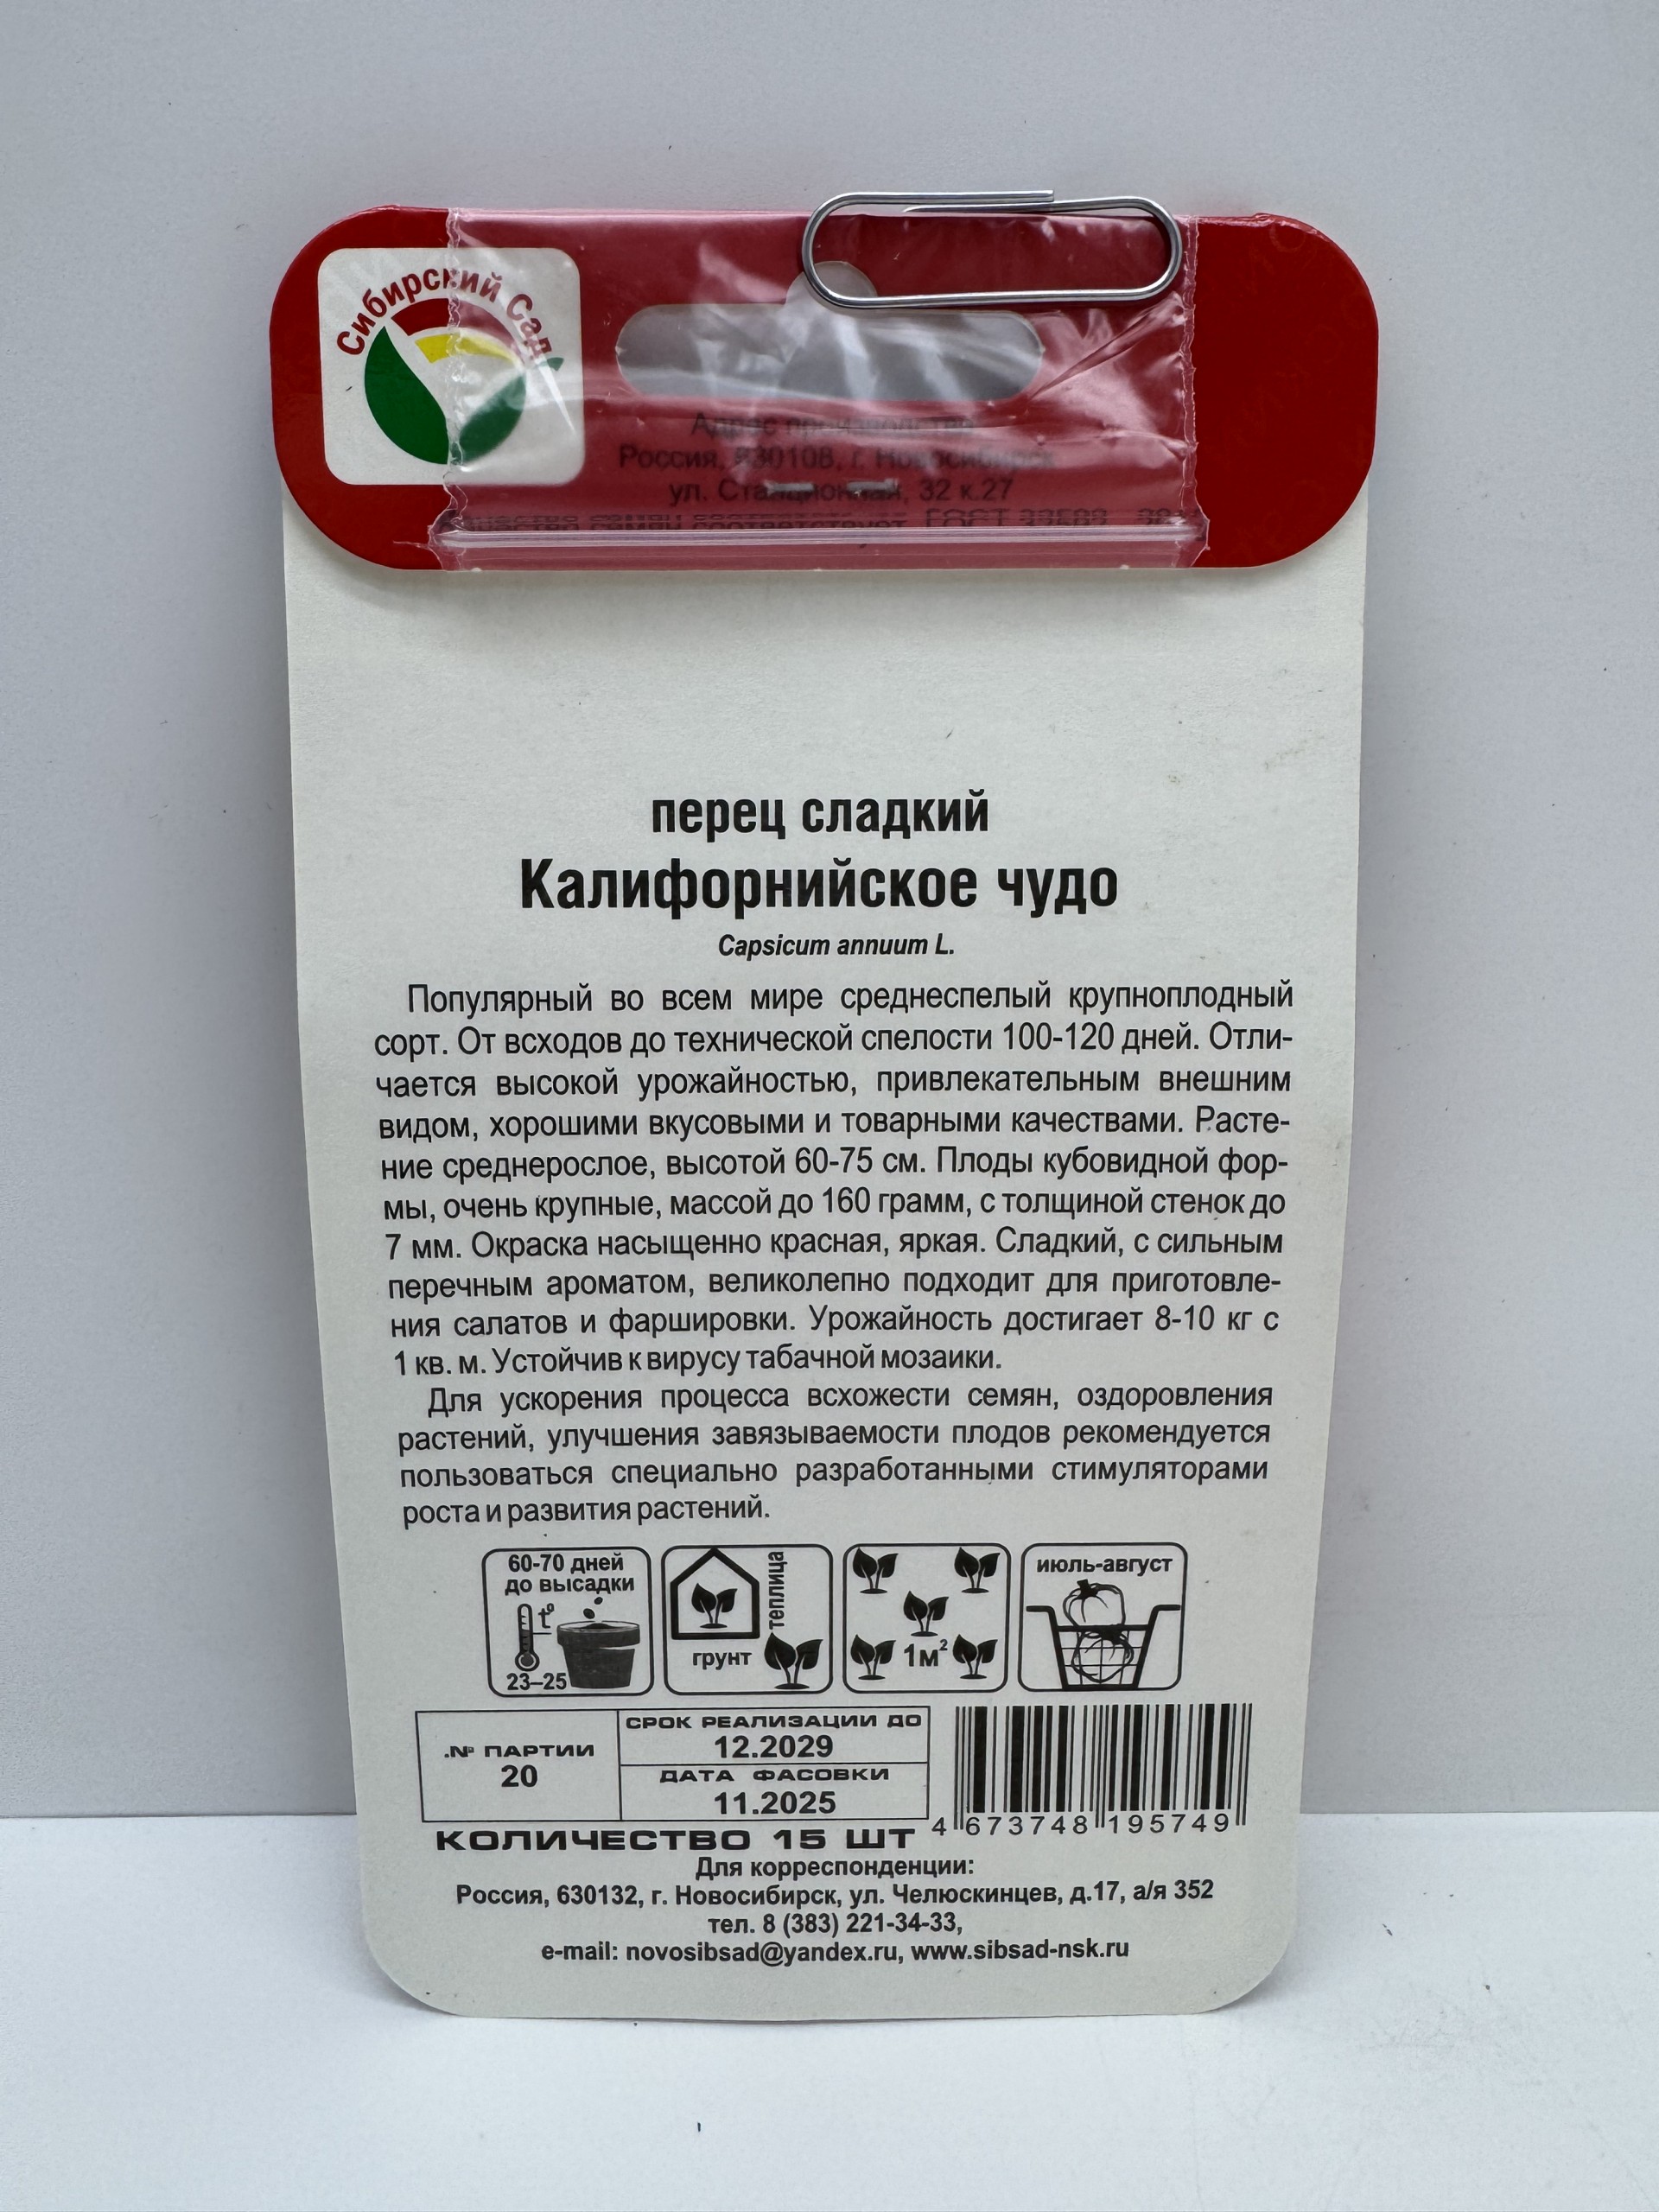 Сибирский Сад
Адрес производства:
Россия, 630108, г. Новосибирск
ул. Станционная, 32 к.27
соответствует ГОСТ
перец сладкий
Калифорнийское чудо
Capsicum annuum L.
Популярный во всем мире среднеспелый крупноплодный
сорт. От всходов до технической спелости 100-120 дней. Отли-
чается высокой урожайностью, привлекательным внешним
видом, хорошими вкусовыми и товарными качествами. Расте-
ние среднерослое, высотой 60-75 см. Плоды кубовидной фор-
мы, очень крупные, массой до 160 грамм, с толщиной стенок до
7 мм. Окраска насыщенно красная, яркая. Сладкий, с сильным
перечным ароматом, великолепно подходит для приготовле-
ния салатов и фаршировки. Урожайность достигает 8-10 кг с
1 кв. м. Устойчив к вирусу табачной мозаики.
Для ускорения процесса всхожести семян, оздоровления
растений, улучшения завязываемости плодов рекомендуется
пользоваться специально разработанными стимуляторами
роста и развития растений.
60-70 дней
до высадки
t°
23–25
теплица
грунт
1м²
июль-август
№ ПАРТИИ
20
СРОК РЕАЛИЗАЦИИ ДО
12.2029
ДАТА ФАСОВКИ
11.2025
4 673748 195749
КОЛИЧЕСТВО 15 ШТ
Для корреспонденции:
Россия, 630132, г. Новосибирск, ул. Челюскинцев, д.17, а/я 352
тел. 8 (383) 221-34-33,
e-mail: novosibsad@yandex.ru, www.sibsad-nsk.ru